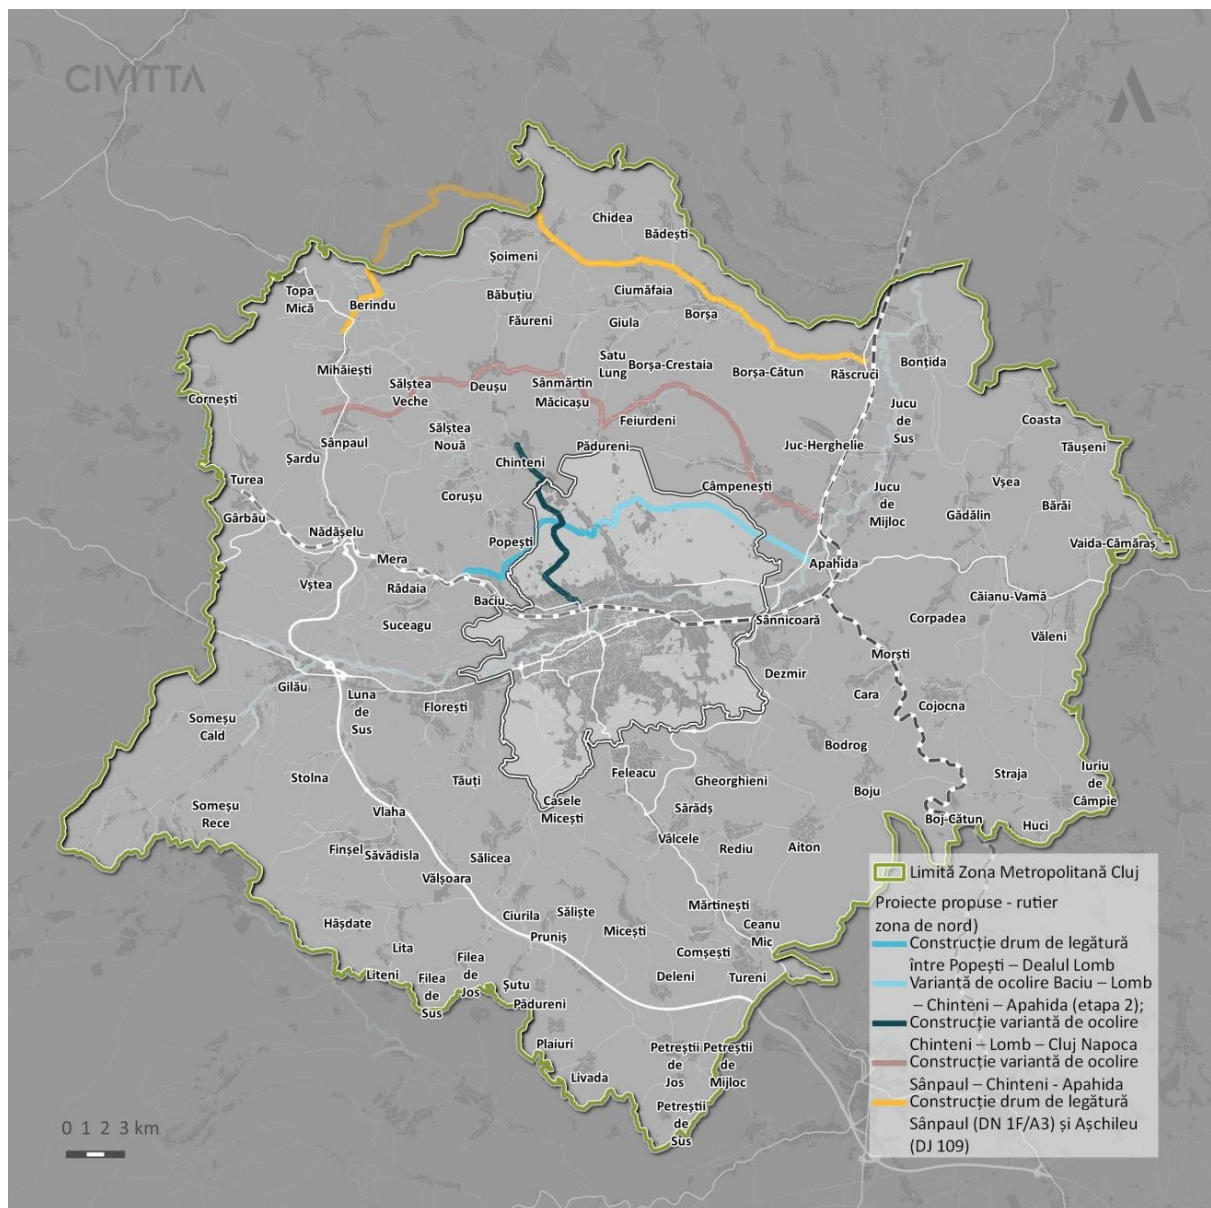 CIVITTA
Chidea
Bădești
Șoimeni
Topa
Mică
Berindu
Băbuțiu
Ciumăfaia
Făureni
Giula
Borșa
Mihăiești
Satu
Lung
Borșa-Crestaia
Borșa-Cătun
Răscruci
Bonțida
Sălștea
Veche
Deușu
Sânmărtin
Măcicașu
Cornești
Feiurdeni
Jucu
de
Sus
Coasta
Tăușeni
Sânpaul
Sălștea
Nouă
Pădureni
Juc-Herghelie
Șardu
Chinteni
Turea
Corușu
Câmpenești
Jucu
de
Mijloc
Vșea
Bărăi
Gârbău
Gădălin
Nădășelu
Popești
Vaida-Cămăraș
Mera
Apahida
Vștea
Rădaia
Baciu
Căianu-Vamă
Suceagu
Sânnicoară
Corpadea
Văleni
Morști
Gilău
Luna
de
Sus
Florești
Dezmir
Cara
Cojocna
Someșu
Cald
Bodrog
Stolna
Tăuți
Feleacu
Gheorghieni
Boju
Straja
Iuriu
de
Câmpie
Someșu
Rece
Vlaha
Casele
Micești
Sărădș
Boj-Cătun
Huci
Finșel
Săvădisla
Sălicea
Vâlcele
Rediu
Aiton
Vălșoara
Hășdate
Ciurila
Săliște
Mărtinești
Pruniș
Micești
Ceanu
Mic
Lita
Comșești
Liteni
Filea
de
Sus
Filea
de
Jos
Șutu
Deleni
Tureni
Pădureni
Plaiuri
Petreștii
de
Jos
Petreștii
de
Mijloc
Livada
Petreștii
de
Sus
Limită Zona Metropolitană Cluj
Proiecte propuse - rutier
zona de nord)
Construcție drum de legătură
între Popești – Dealul Lomb
Variantă de ocolire Baciu – Lomb
– Chinteni – Apahida (etapa 2);
Construcție variantă de ocolire
Chinteni – Lomb – Cluj Napoca
Construcție variantă de ocolire
Sânpaul – Chinteni - Apahida
Construcție drum de legătură
Sânpaul (DN 1F/A3) și Așchileu
(DJ 109)
0 1 2 3 km